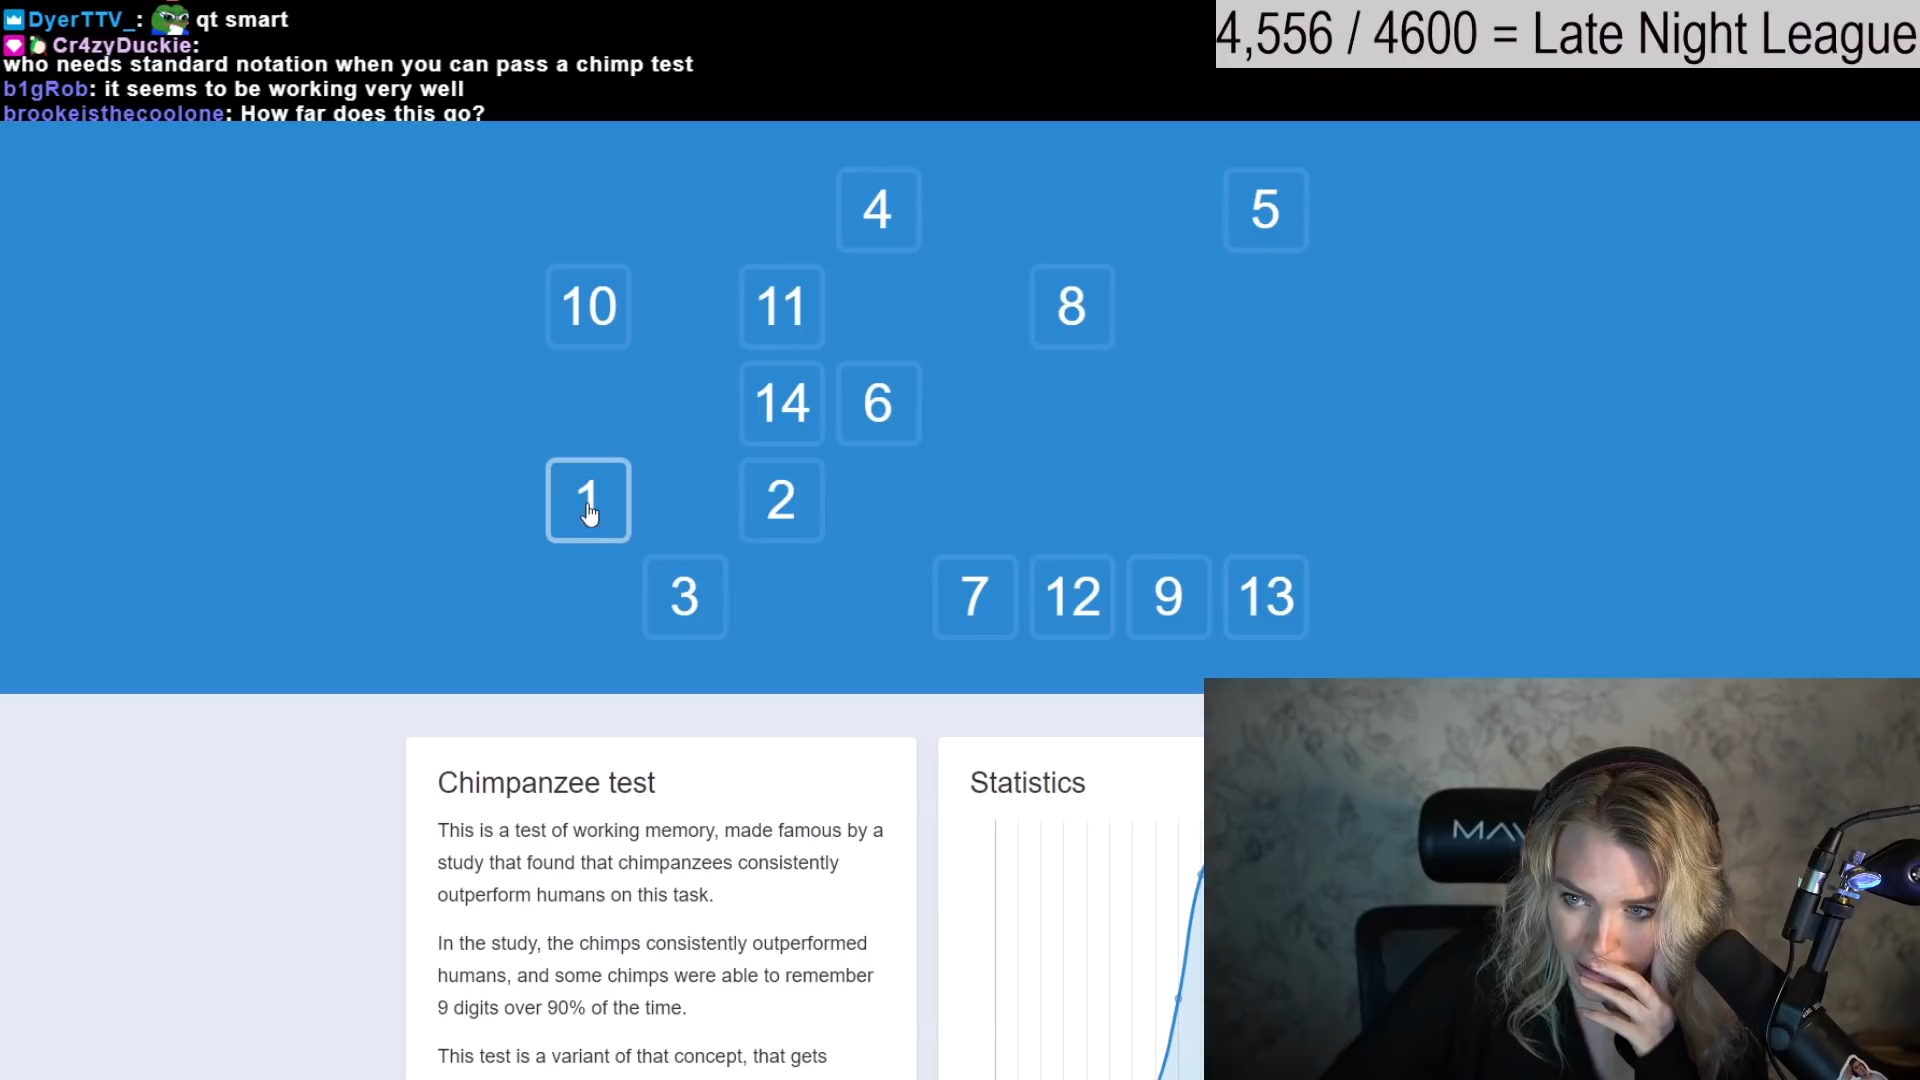 DyerTTV_: qt smart
Cr4zyDuckie:
who needs standard notation when you can pass a chimp test
b1gRob: it seems to be working very well
brookeisthecoolone: How far does this go?
4,556 / 4600 = Late Night League
4 5
10 11 8
14 6
1 2
3 7 12 9 13
Chimpanzee test
This is a test of working memory, made famous by a
study that found that chimpanzees consistently
outperform humans on this task.
In the study, the chimps consistently outperformed
humans, and some chimps were able to remember
9 digits over 90% of the time.
This test is a variant of that concept, that gets
Statistics